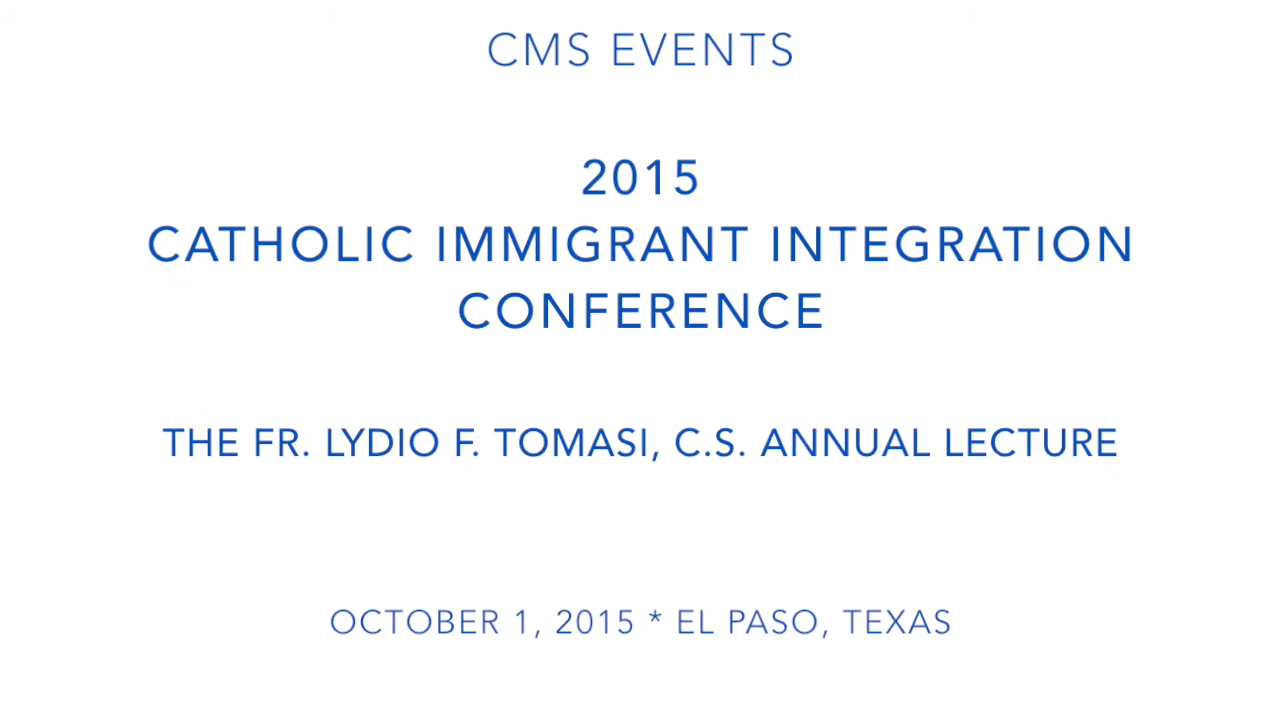 CMS EVENTS
2015
CATHOLIC IMMIGRANT INTEGRATION
CONFERENCE
THE FR. LYDIO F. TOMASI, C.S. ANNUAL LECTURE
OCTOBER 1, 2015 * EL PASO, TEXAS